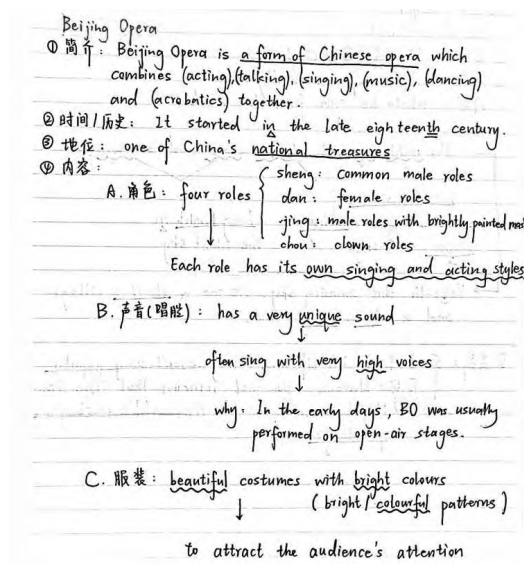 Beijing Opera
① 简介: Beijing Opera is a form of Chinese opera which
combines (acting),(talking), (singing), (music), (dancing)
and (acrobatics) together.
② 时间/历史: It started in the late eighteenth century.
③ 地位: one of China's national treasures
④ 内容:
A. 角色: four roles
sheng: common male roles
dan: female roles
jing: male roles with brightly painted
chou: clown roles
Each role has its own singing and acting styles
B. 声音(唱腔): has a very unique sound
often sing with very high voices
why: In the early days, BO was usually
performed on open-air stages.
C. 服装: beautiful costumes with bright colours
(bright/colourful patterns)
to attract the audience's attention